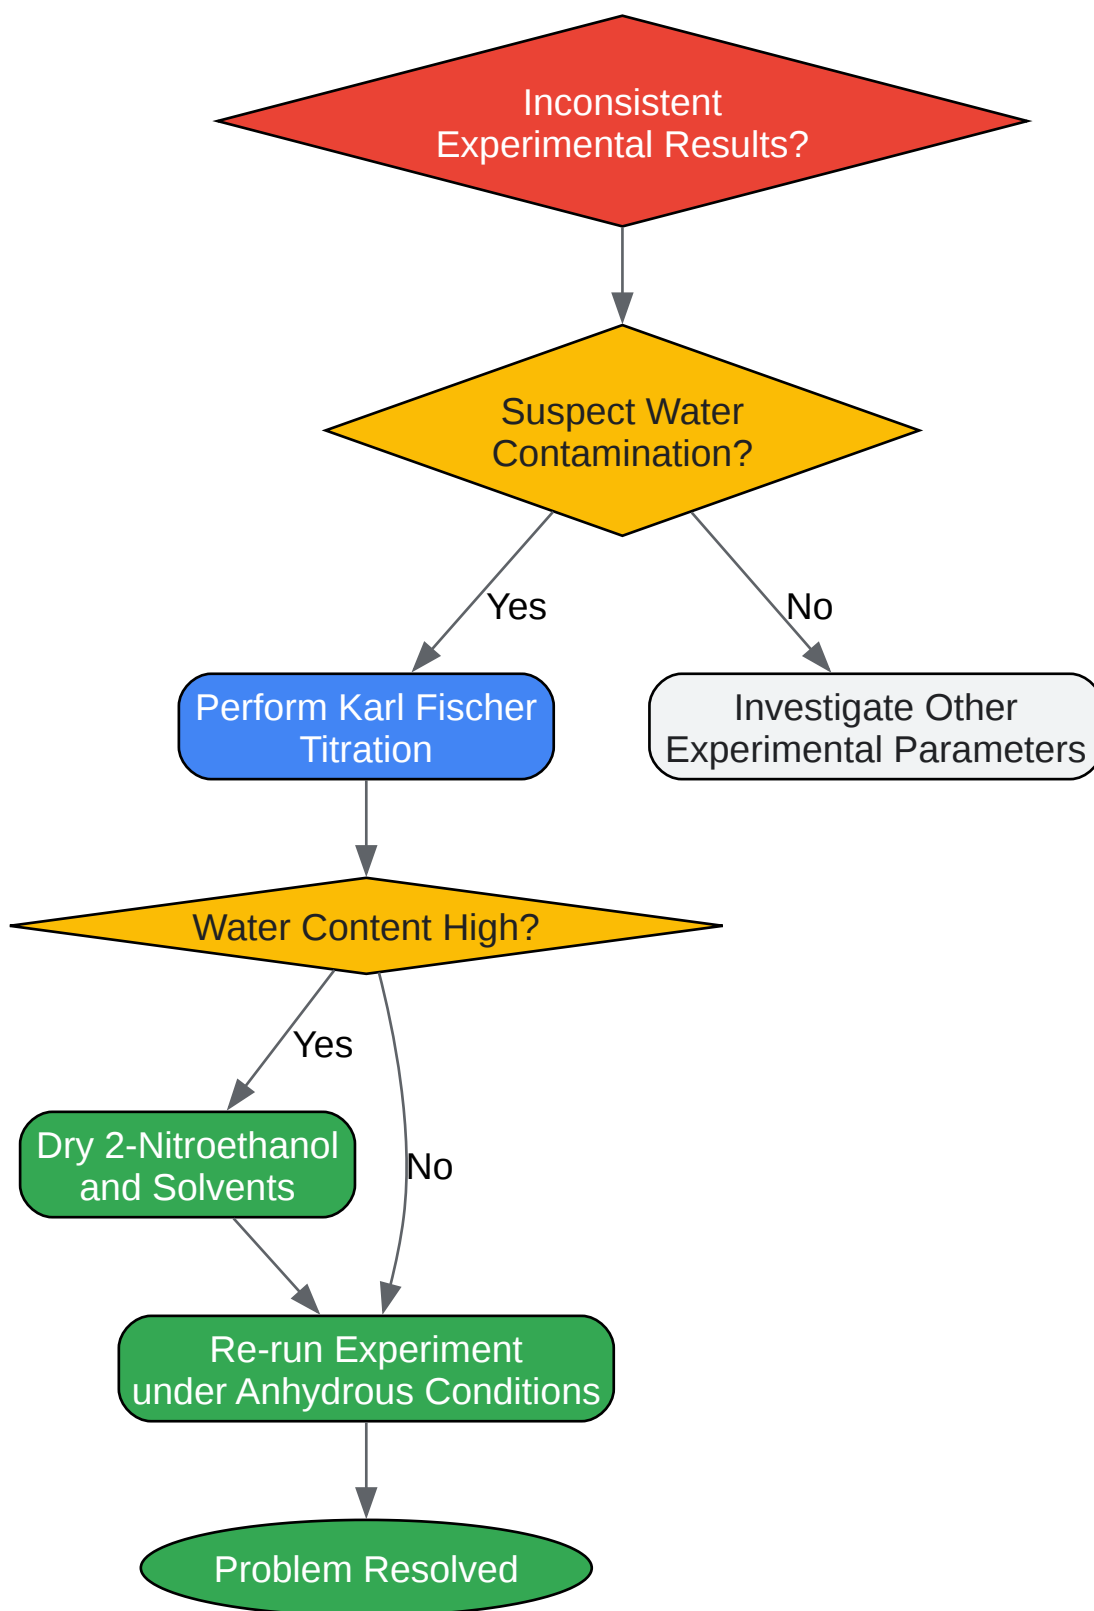 Inconsistent
Experimental Results?
Suspect Water
Contamination?
Yes
No
Perform Karl Fischer
Titration
Investigate Other
Experimental Parameters
Water Content High?
Yes
Dry 2-Nitroethanol
and Solvents
No
Re-run Experiment
under Anhydrous Conditions
Problem Resolved